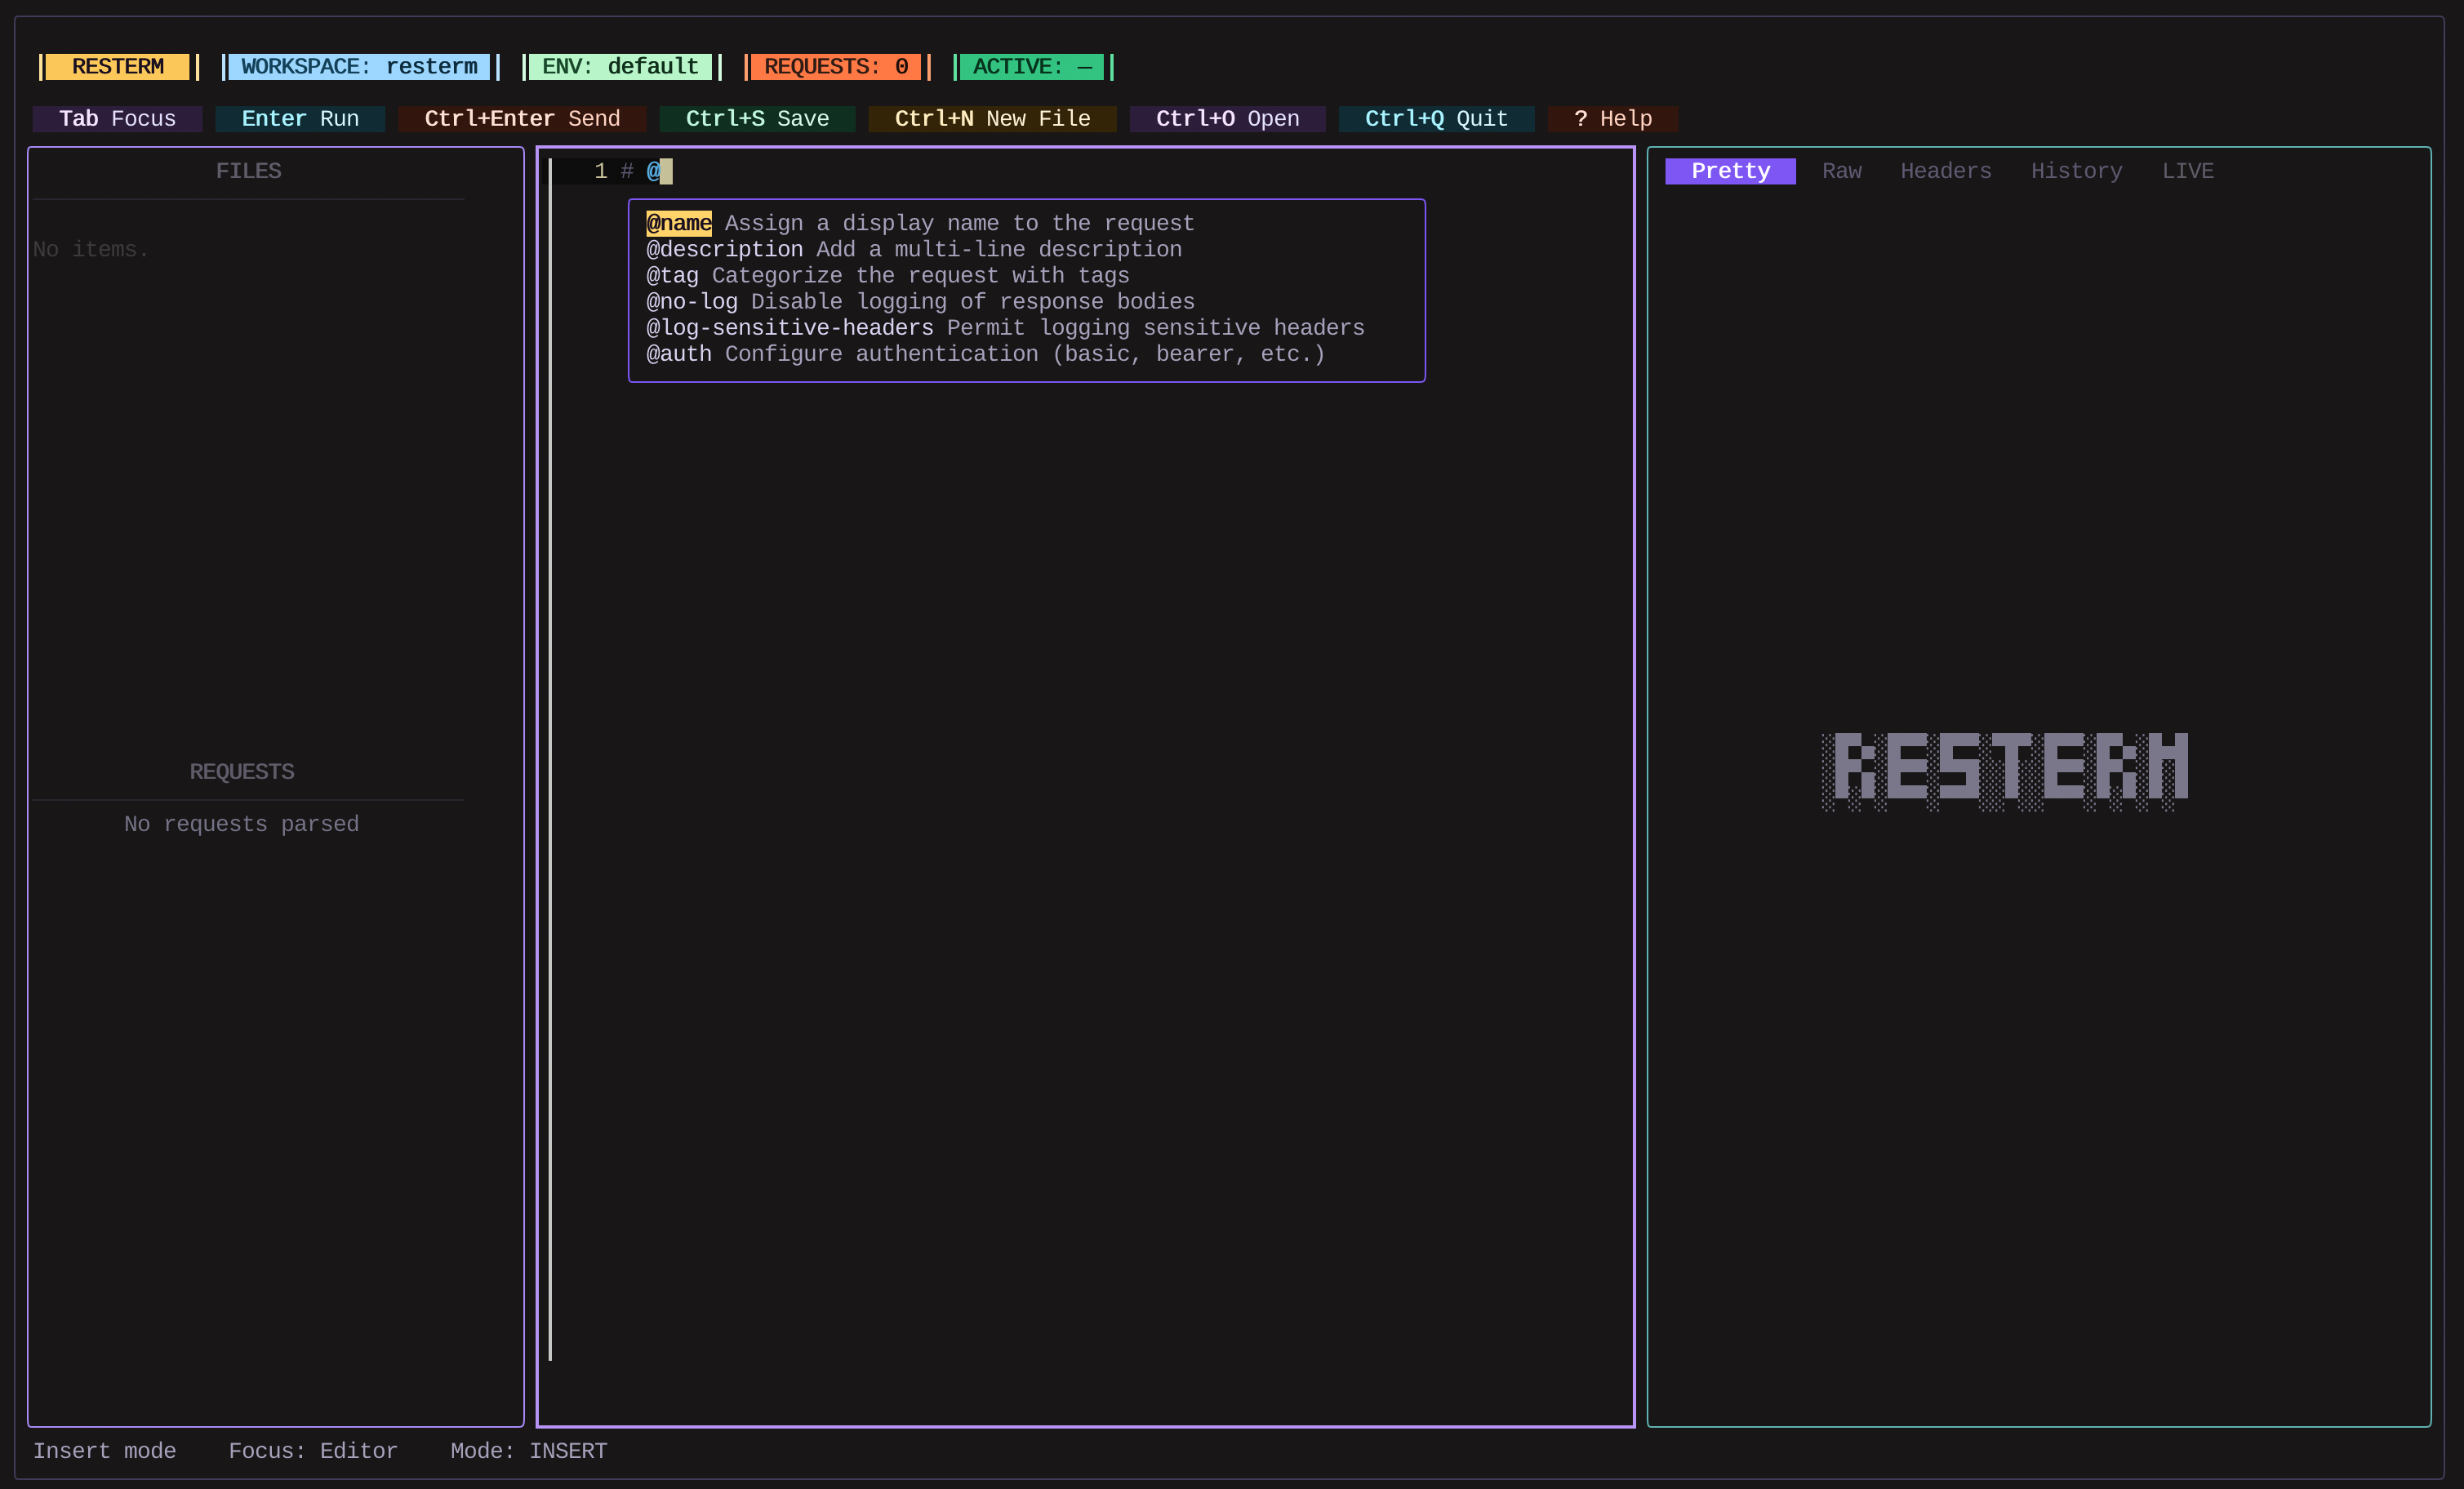 RESTERM WORKSPACE: resterm ENV: default REQUESTS: 0 ACTIVE: —
Tab Focus Enter Run Ctrl+Enter Send Ctrl+S Save Ctrl+N New File Ctrl+O Open Ctrl+Q Quit ? Help
FILES
No items.
REQUESTS
No requests parsed
1 # @
@name Assign a display name to the request
@description Add a multi-line description
@tag Categorize the request with tags
@no-log Disable logging of response bodies
@log-sensitive-headers Permit logging sensitive headers
@auth Configure authentication (basic, bearer, etc.)
Pretty Raw Headers History LIVE
RESTERM
Insert mode Focus: Editor Mode: INSERT